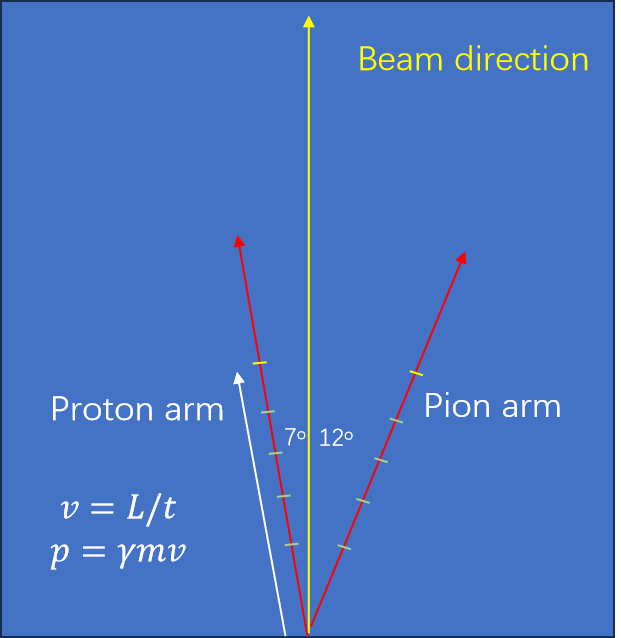 Beam direction
Proton arm
Pion arm
7o 12o
v = L/t
p = γmv